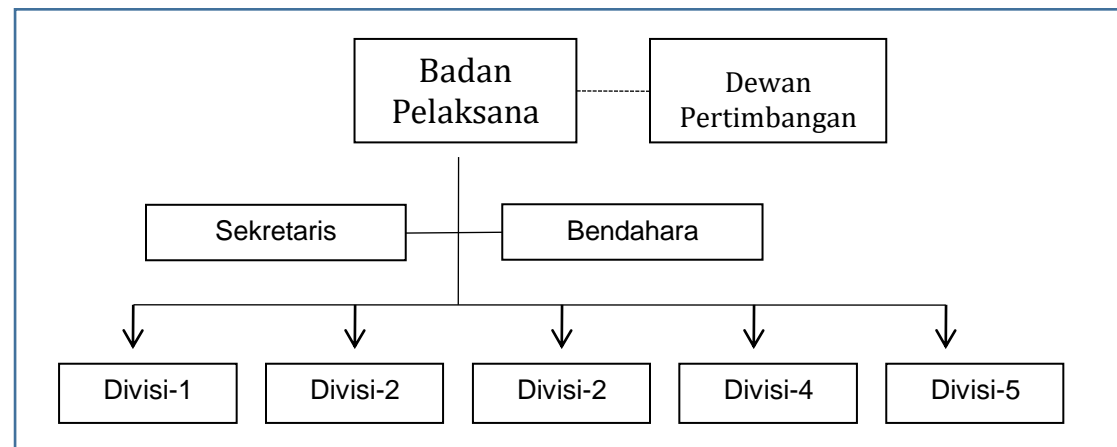 Badan
Pelaksana
Dewan
Pertimbangan
Sekretaris
Bendahara
Divisi-1
Divisi-2
Divisi-2
Divisi-4
Divisi-5